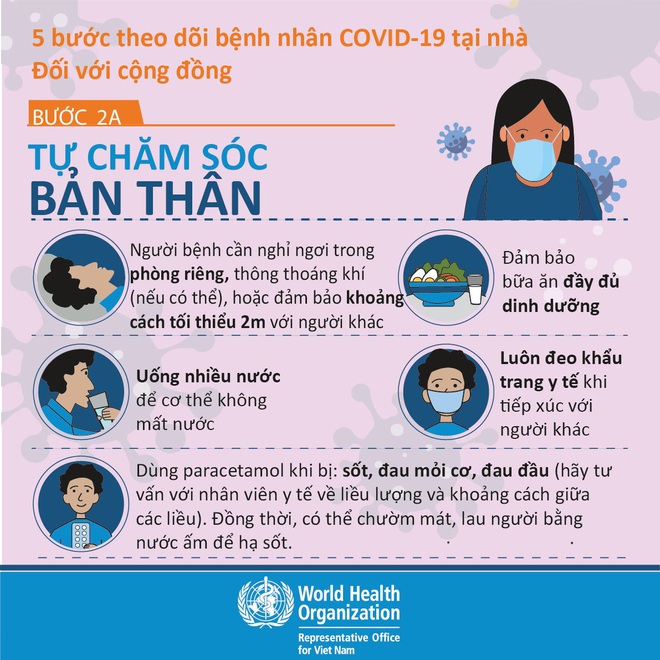 5 bước theo dõi bệnh nhân COVID-19 tại nhà
Đối với cộng đồng
BƯỚC 2A
TỰ CHĂM SÓC
BẢN THÂN
Người bệnh cần nghỉ ngơi trong
phòng riêng, thông thoáng khí
(nếu có thể), hoặc đảm bảo khoảng
cách tối thiểu 2m với người khác
Đảm bảo
bữa ăn đầy đủ
dinh dưỡng
Uống nhiều nước
để cơ thể không
mất nước
Luôn đeo khẩu
trang y tế khi
tiếp xúc với
người khác
Dùng paracetamol khi bị: sốt, đau mỏi cơ, đau đầu (hãy tư
vấn với nhân viên y tế về liều lượng và khoảng cách giữa
các liều). Đồng thời, có thể chườm mát, lau người bằng
nước ấm để hạ sốt.
World Health
Organization
Representative Office
for Viet Nam